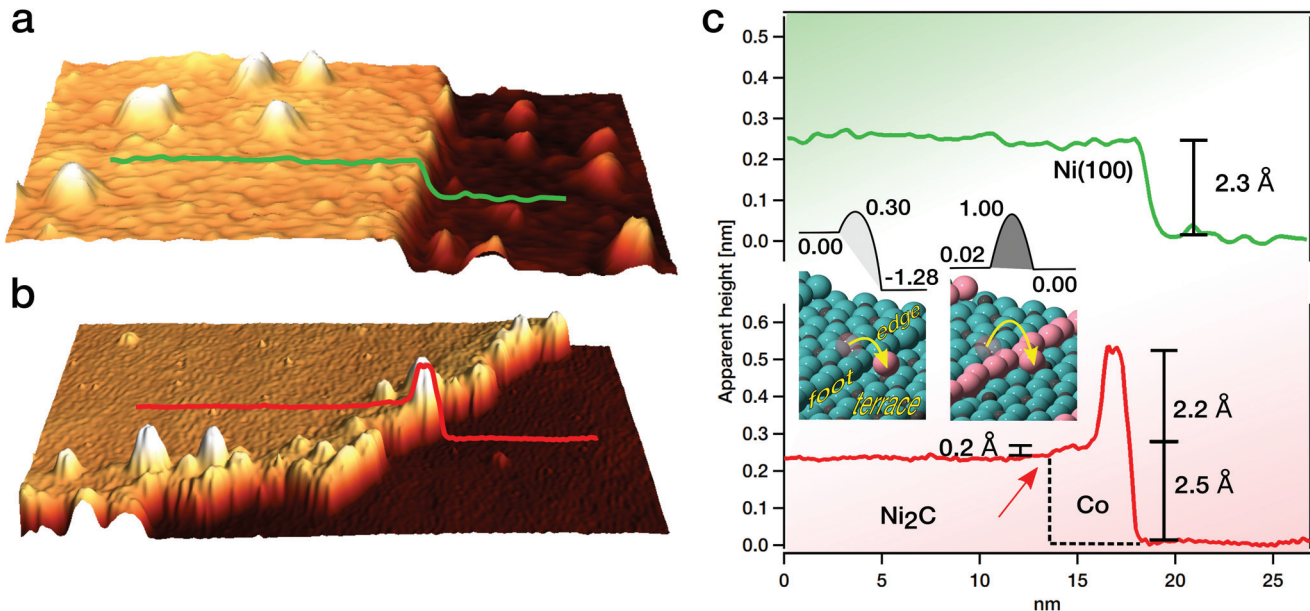 a
b
c
Apparent height [nm]
0.5
0.4
0.3
0.2
0.1
0.0
Ni(100)
2.3 Å
0.30
0.00
-1.28
1.00
0.02
0.00
edge
foot
terrace
0.6
0.5
0.4
0.3
0.2
0.1
0.0
0.2 Å
2.2 Å
2.5 Å
Ni₂C
Co
0
5
10
15
20
25
nm